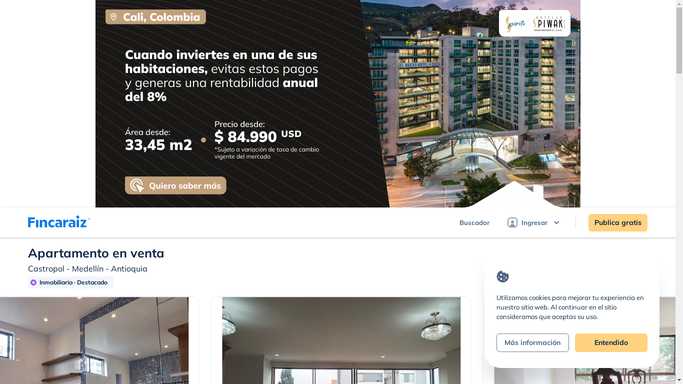 Cali, Colombia
Spirito
HOTELES
PIWAK
Cuando inviertes en una de sus
habitaciones, evitas estos pagos
y generas una rentabilidad anual
del 8%
Área desde:
33,45 m2
Precio desde:
$ 84.990 USD
*Sujeto a variación de tasa de cambio
vigente del mercado
Quiero saber más
Fincaraiz
Buscador
Ingresar
Publica gratis
Apartamento en venta
Castropol - Medellín - Antioquia
Inmobiliaria · Destacado
Utilizamos cookies para mejorar tu experiencia en
nuestro sitio web. Al continuar en el sitio
consideramos que aceptas su uso.
Más información
Entendido